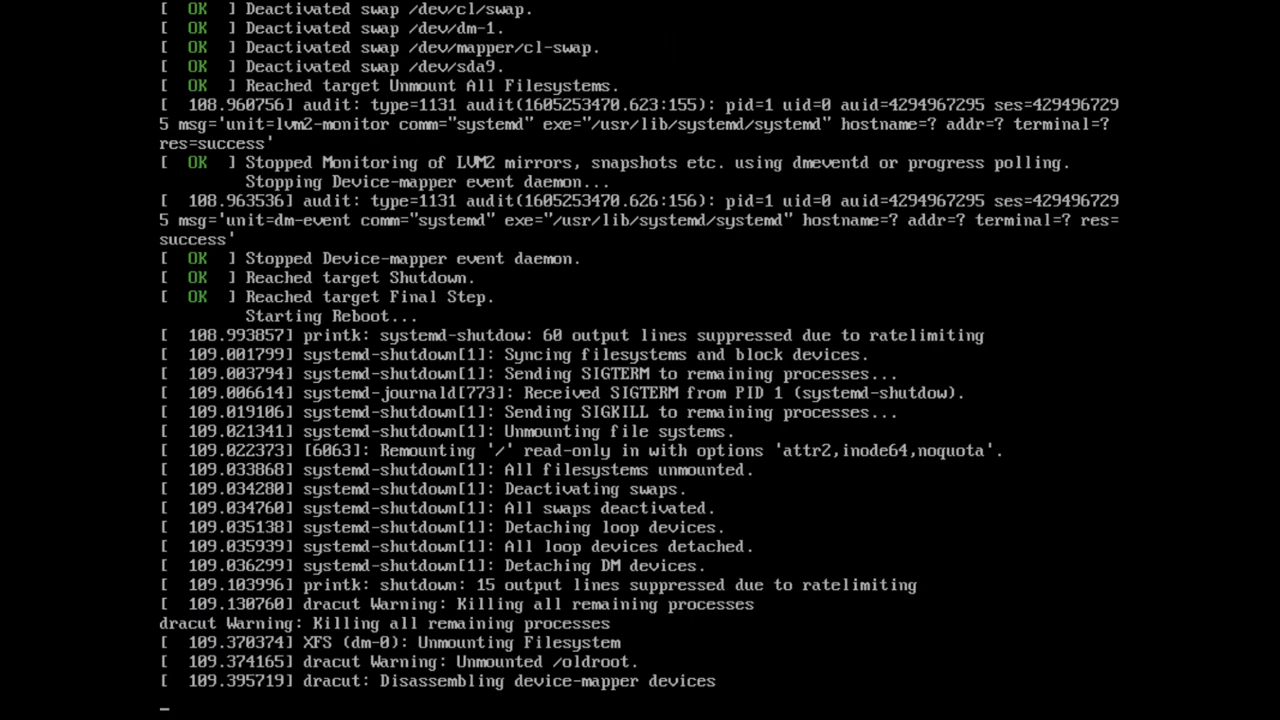 [  OK  ] Deactivated swap /dev/cl/swap.
[  OK  ] Deactivated swap /dev/dm-1.
[  OK  ] Deactivated swap /dev/mapper/cl-swap.
[  OK  ] Deactivated swap /dev/sda9.
[  OK  ] Reached target Unmount All Filesystems.
[  108.960756] audit: type=1131 audit(1605253470.623:155): pid=1 uid=0 auid=4294967295 ses=429496729
5 msg='unit=lvm2-monitor comm="systemd" exe="/usr/lib/systemd/systemd" hostname=? addr=? terminal=?
res=success'
[  OK  ] Stopped Monitoring of LVM2 mirrors, snapshots etc. using dmeventd or progress polling.
         Stopping Device-mapper event daemon...
[  108.963536] audit: type=1131 audit(1605253470.626:156): pid=1 uid=0 auid=4294967295 ses=429496729
5 msg='unit=dm-event comm="systemd" exe="/usr/lib/systemd/systemd" hostname=? addr=? terminal=? res=
success'
[  OK  ] Stopped Device-mapper event daemon.
[  OK  ] Reached target Shutdown.
[  OK  ] Reached target Final Step.
         Starting Reboot...
[  108.993857] printk: systemd-shutdow: 60 output lines suppressed due to ratelimiting
[  109.001799] systemd-shutdown[1]: Syncing filesystems and block devices.
[  109.003794] systemd-shutdown[1]: Sending SIGTERM to remaining processes...
[  109.006614] systemd-journald[773]: Received SIGTERM from PID 1 (systemd-shutdow).
[  109.019106] systemd-shutdown[1]: Sending SIGKILL to remaining processes...
[  109.021341] systemd-shutdown[1]: Unmounting file systems.
[  109.022373] [6063]: Remounting '/' read-only in with options 'attr2,inode64,noquota'.
[  109.033868] systemd-shutdown[1]: All filesystems unmounted.
[  109.034280] systemd-shutdown[1]: Deactivating swaps.
[  109.034760] systemd-shutdown[1]: All swaps deactivated.
[  109.035138] systemd-shutdown[1]: Detaching loop devices.
[  109.035939] systemd-shutdown[1]: All loop devices detached.
[  109.036299] systemd-shutdown[1]: Detaching DM devices.
[  109.103996] printk: shutdown: 15 output lines suppressed due to ratelimiting
[  109.130760] dracut Warning: Killing all remaining processes
dracut Warning: Killing all remaining processes
[  109.370374] XFS (dm-0): Unmounting Filesystem
[  109.374165] dracut Warning: Unmounted /oldroot.
[  109.395719] dracut: Disassembling device-mapper devices
_